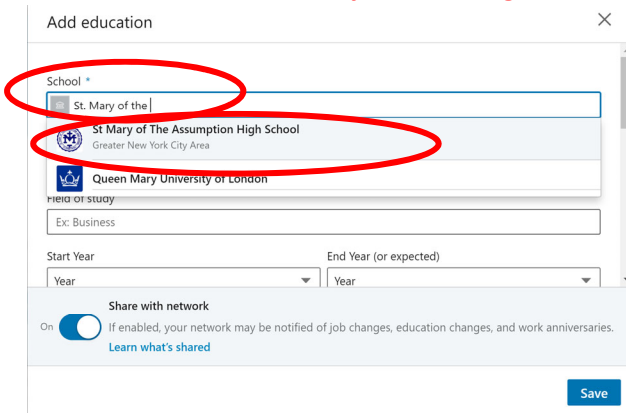 Add education
School *
St. Mary of the
St Mary of The Assumption High School
Greater New York City Area
Queen Mary University of London
Field of study
Ex: Business
Start Year End Year (or expected)
Year Year
Share with network
On If enabled, your network may be notified of job changes, education changes, and work anniversaries.
Learn what's shared
Save